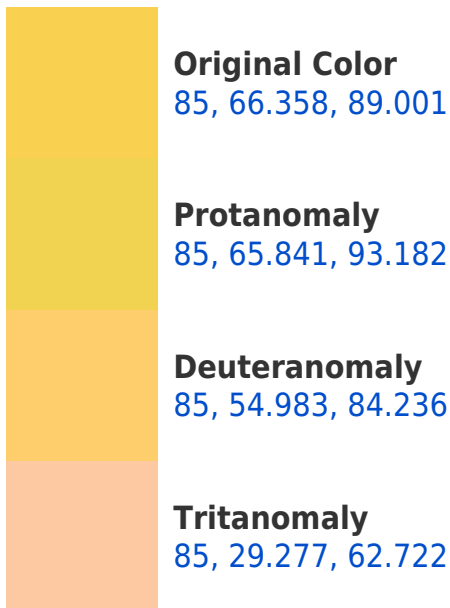 Original Color
85, 66.358, 89.001
Protanomaly
85, 65.841, 93.182
Deuteranomaly
85, 54.983, 84.236
Tritanomaly
85, 29.277, 62.722